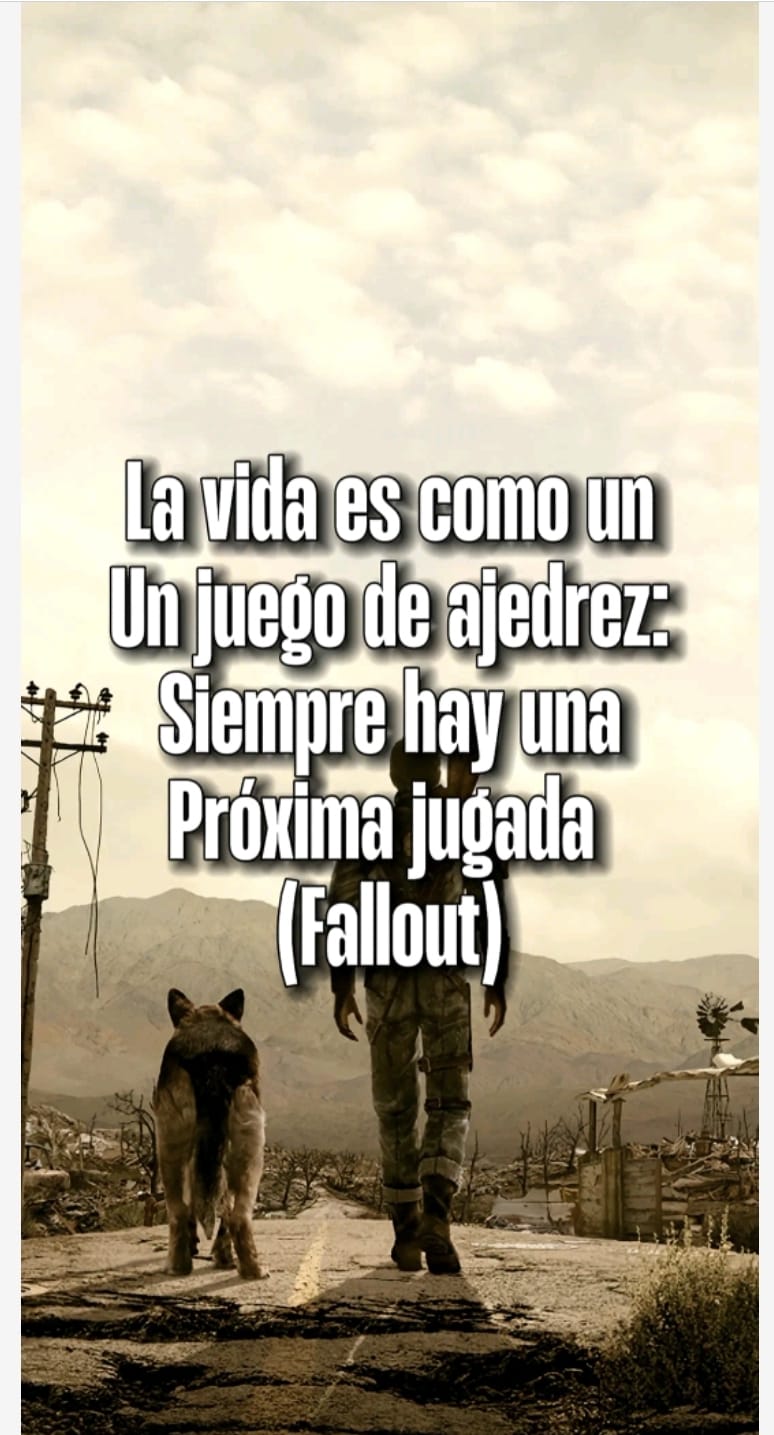 La vida es como un
Un juego de ajedrez:
Siempre hay una
Próxima jugada
(Fallout)